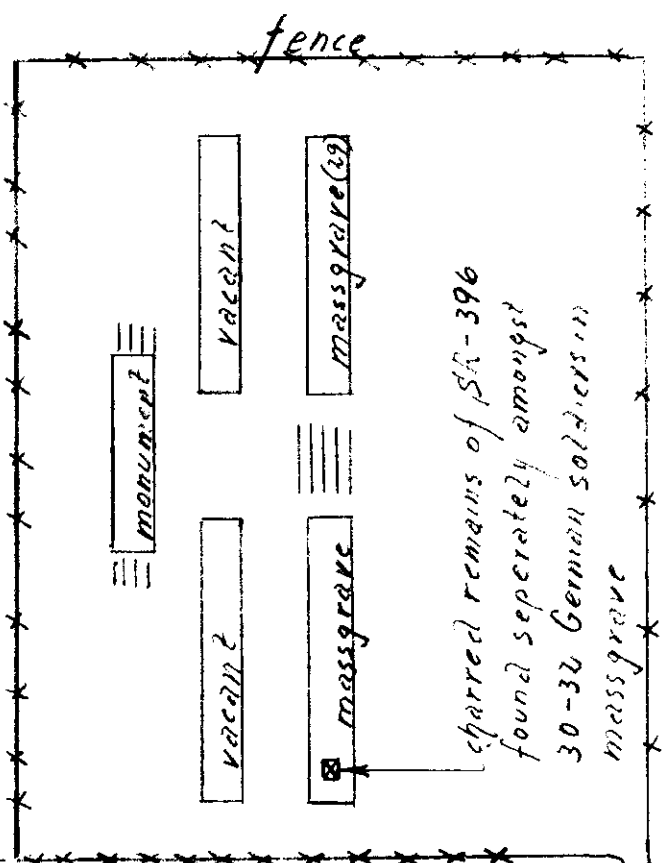 fence
monument
vacant
vacant
massgrave
massgrave(29)
charred remains of SR-396
found seperately amongst
30-32 German soldiers in
massgrave